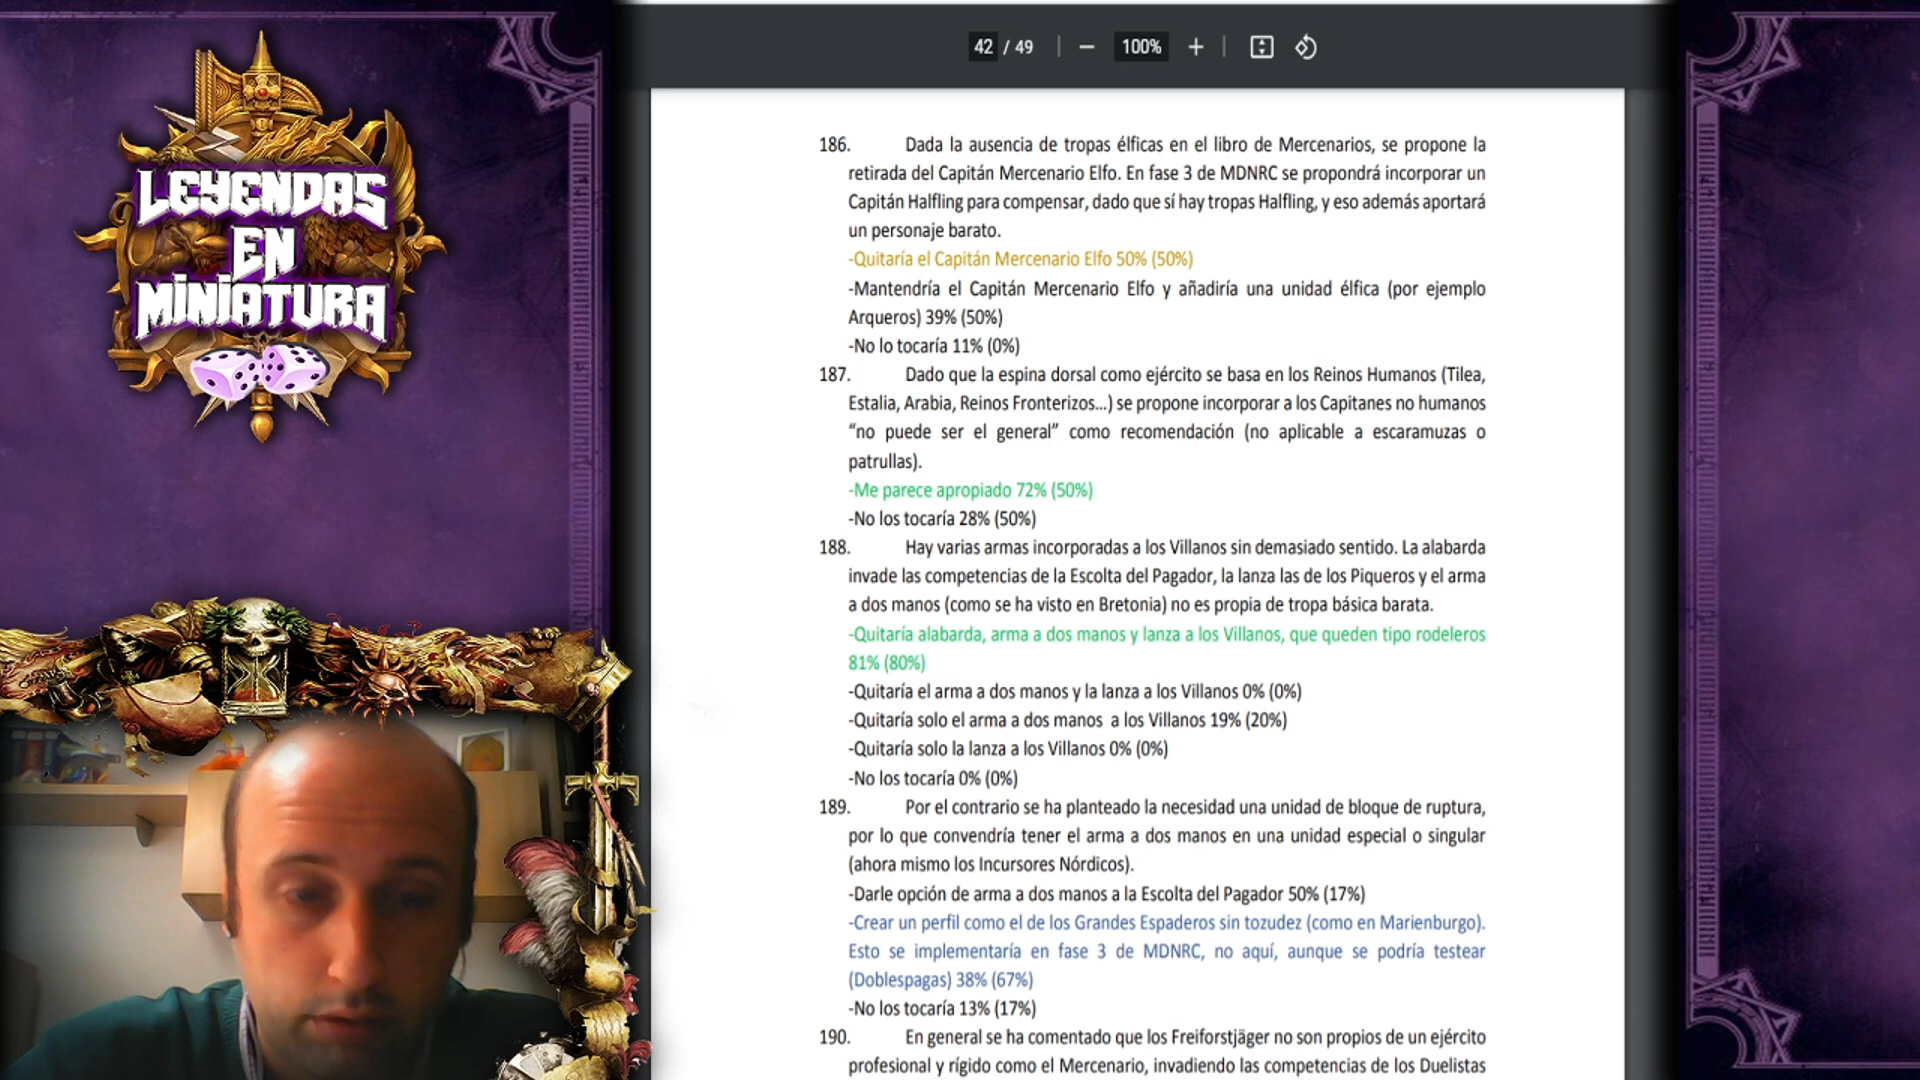 LEYENDAS
EN
MINIATURA
42 / 49
100%
186. Dada la ausencia de tropas élficas en el libro de Mercenarios, se propone la
retirada del Capitán Mercenario Elfo. En fase 3 de MDNRC se propondrá incorporar un
Capitán Halfling para compensar, dado que sí hay tropas Halfling, y eso además aportará
un personaje barato.
-Quitaría el Capitán Mercenario Elfo 50% (50%)
-Mantendría el Capitán Mercenario Elfo y añadiría una unidad élfica (por ejemplo
Arqueros) 39% (50%)
-No lo tocaría 11% (0%)
187. Dado que la espina dorsal como ejército se basa en los Reinos Humanos (Tilea,
Estalia, Arabia, Reinos Fronterizos…) se propone incorporar a los Capitanes no humanos
“no puede ser el general” como recomendación (no aplicable a escaramuzas o
patrullas).
-Me parece apropiado 72% (50%)
-No los tocaría 28% (50%)
188. Hay varias armas incorporadas a los Villanos sin demasiado sentido. La alabarda
invade las competencias de la Escolta del Pagador, la lanza las de los Piqueros y el arma
a dos manos (como se ha visto en Bretonia) no es propia de tropa básica barata.
-Quitaría alabarda, arma a dos manos y lanza a los Villanos, que queden tipo rodeleros
81% (80%)
-Quitaría el arma a dos manos y la lanza a los Villanos 0% (0%)
-Quitaría solo el arma a dos manos a los Villanos 19% (20%)
-Quitaría solo la lanza a los Villanos 0% (0%)
-No los tocaría 0% (0%)
189. Por el contrario se ha planteado la necesidad una unidad de bloque de ruptura,
por lo que convendría tener el arma a dos manos en una unidad especial o singular
(ahora mismo los Incursores Nórdicos).
-Darle opción de arma a dos manos a la Escolta del Pagador 50% (17%)
-Crear un perfil como el de los Grandes Espaderos sin tozudez (como en Marienburgo).
Esto se implementaría en fase 3 de MDNRC, no aquí, aunque se podría testear
(Doblespagas) 38% (67%)
-No los tocaría 13% (17%)
190. En general se ha comentado que los Freiforstjäger no son propios de un ejército
profesional y rígido como el Mercenario, invadiendo las competencias de los Duelistas